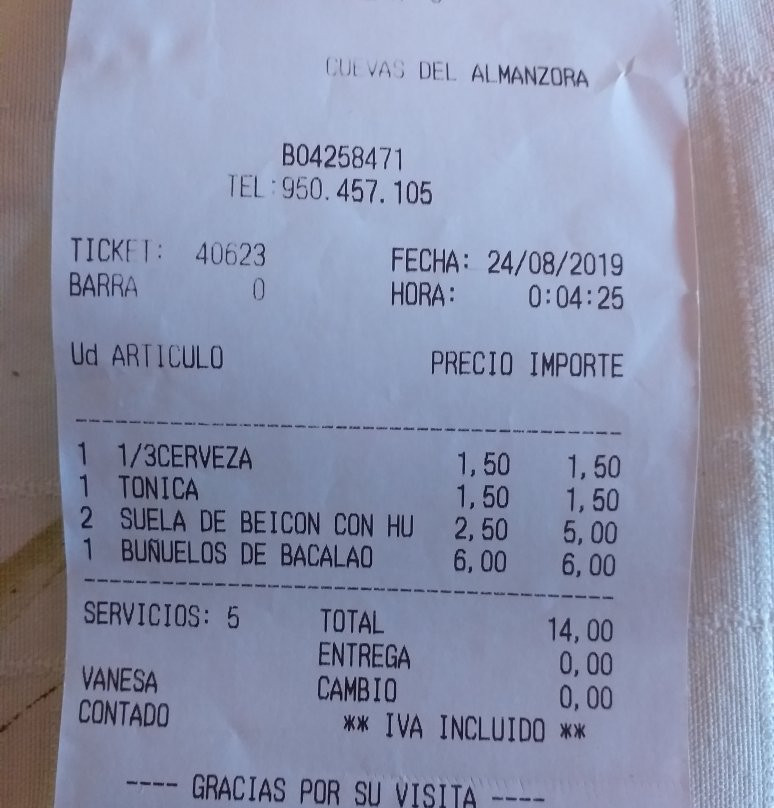 CUEVAS DEL ALMANZORA
B04258471
TEL:950.457.105
TICKET: 40623 FECHA: 24/08/2019
BARRA 0 HORA: 0:04:25
Ud ARTICULO PRECIO IMPORTE
1 1/3CERVEZA 1,50 1,50
1 TONICA 1,50 1,50
2 SUELA DE BEICON CON HU 2,50 5,00
1 BUÑUELOS DE BACALAO 6,00 6,00
SERVICIOS: 5 TOTAL 14,00
ENTREGA 0,00
VANESA CAMBIO 0,00
CONTADO ** IVA INCLUIDO **
---- GRACIAS POR SU VISITA ----